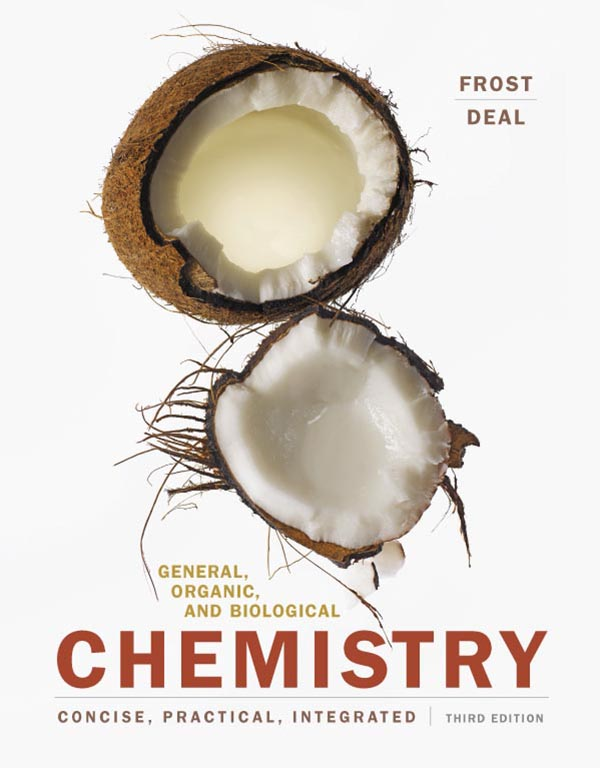 FROST
DEAL
GENERAL,
ORGANIC,
AND BIOLOGICAL
CHEMISTRY
CONCISE, PRACTICAL, INTEGRATED | THIRD EDITION